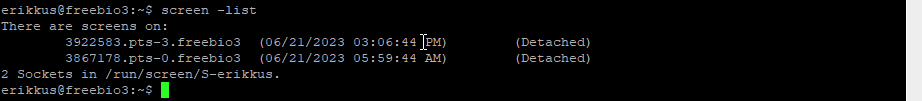 erikkus@freebio3:~$ screen -list
There are screens on:
3922583.pts-3.freebio3 (06/21/2023 03:06:44 PM) (Detached)
3867178.pts-0.freebio3 (06/21/2023 05:59:44 AM) (Detached)
2 Sockets in /run/screen/S-erikkus.
erikkus@freebio3:~$